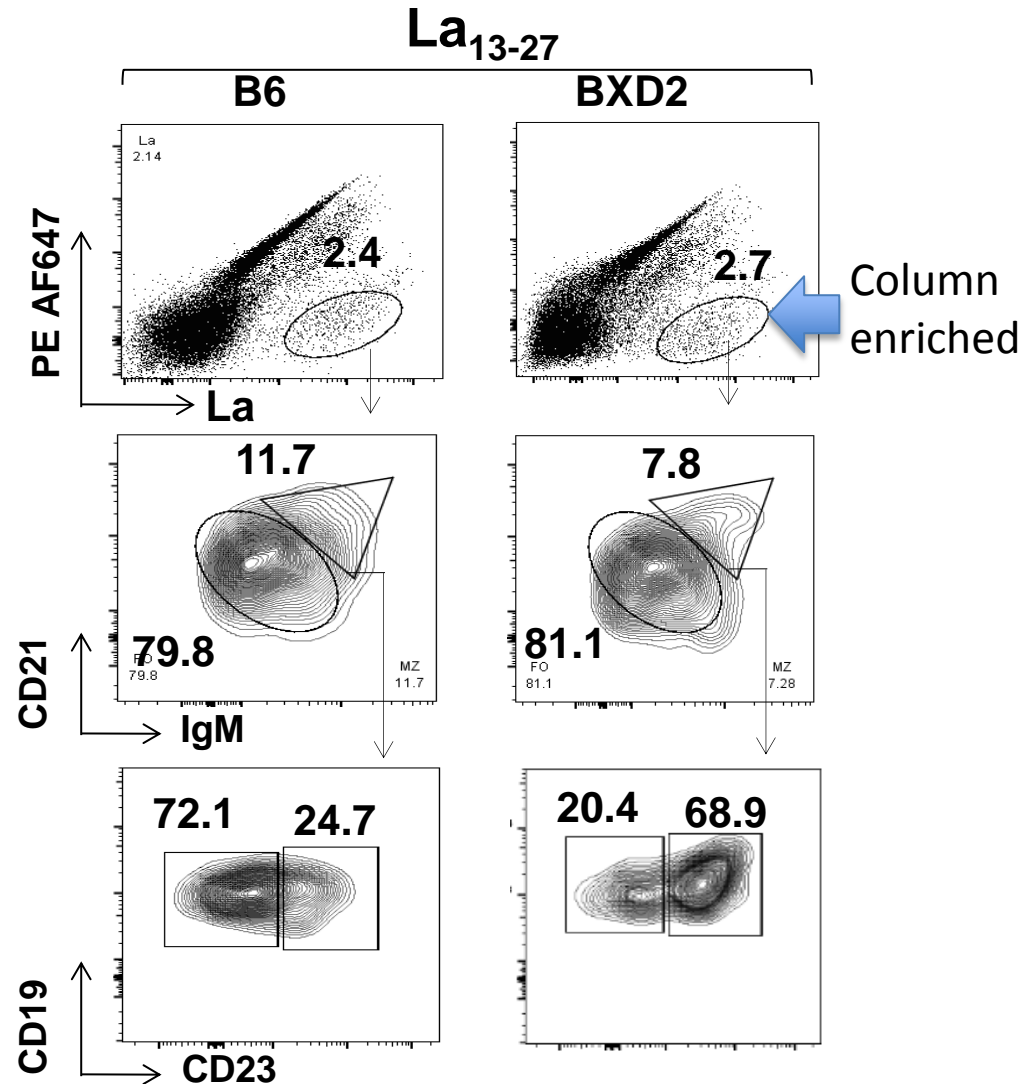 La13-27
B6 BXD2
La
2.14
PE AF647
2.4
2.7
Column
enriched
La
11.7
7.8
CD21
79.8
FO
79.8
MZ
11.7
81.1
FO
81.1
MZ
7.28
IgM
72.1 24.7
20.4 68.9
CD19
CD23